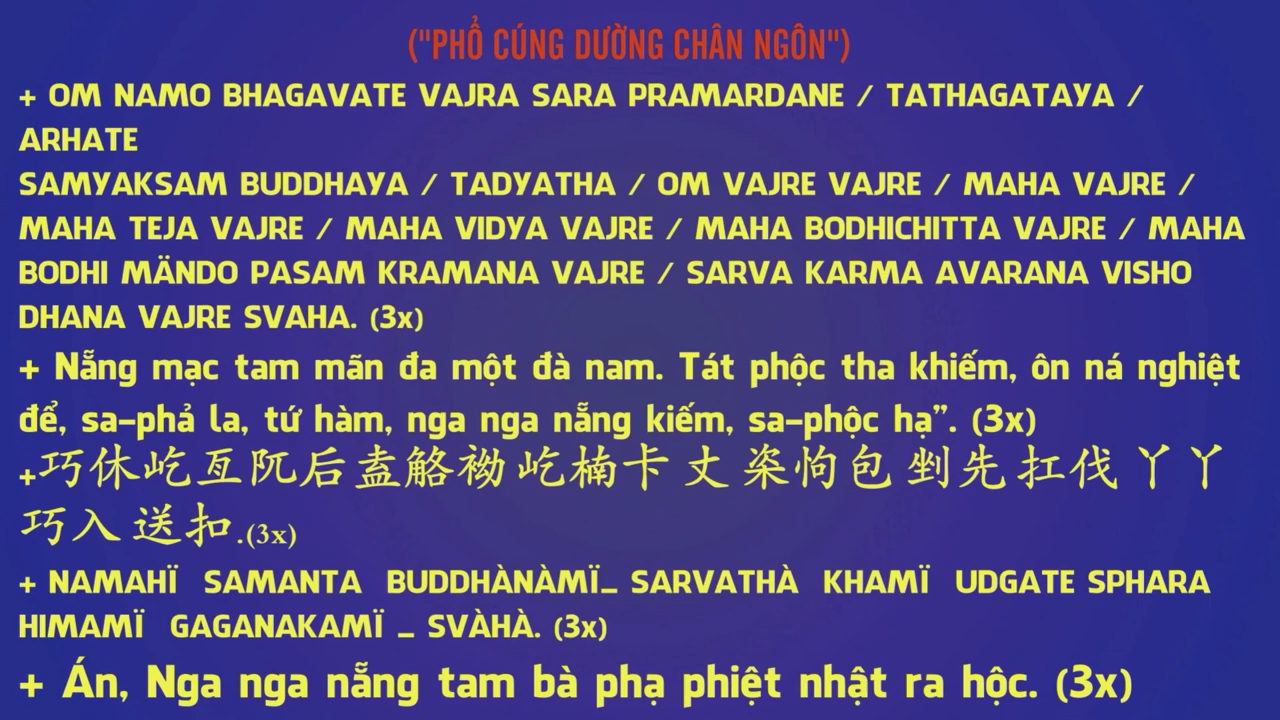 ("PHỔ CÚNG DƯỜNG CHÂN NGÔN")
+ OM NAMO BHAGAVATE VAJRA SARA PRAMARDANE / TATHAGATAYA /
ARHATE
SAMYAKSAM BUDDHAYA / TADYATHA / OM VAJRE VAJRE / MAHA VAJRE /
MAHA TEJA VAJRE / MAHA VIDYA VAJRE / MAHA BODHICHITTA VAJRE / MAHA
BODHI MÄNDO PASAM KRAMANA VAJRE / SARVA KARMA AVARANA VISHO
DHANA VAJRE SVAHA. (3x)
+ Nẵng mạc tam mãn đa một đà nam. Tát phộc tha khiếm, ôn ná nghiệt
để, sa-phả la, tứ hàm, nga nga nẵng kiếm, sa-phộc hạ”. (3x)
+巧休屹亙阢后盍觡袎 屹楠卡 丈 桼怐包 剉先 扛伐 丫丫
巧入 送扣.(3x)
+ NAMAHÏ SAMANTA BUDDHÀNÀMÏ_ SARVATHÀ KHAMÏ UDGATE SPHARA
HIMAMÏ GAGANAKAMÏ _ SVÀHÀ. (3x)
+ Án, Nga nga nẵng tam bà phạ phiệt nhật ra hộc. (3x)